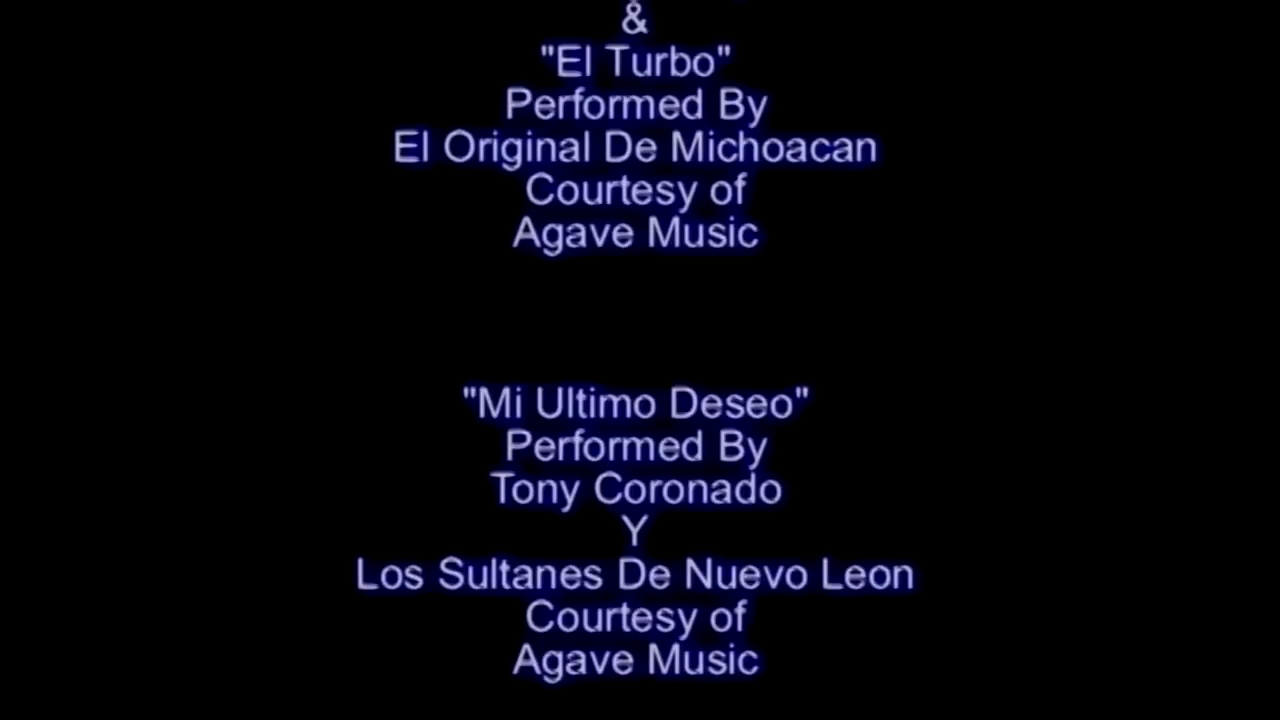 &
"El Turbo"
Performed By
El Original De Michoacan
Courtesy of
Agave Music
"Mi Ultimo Deseo"
Performed By
Tony Coronado
Y
Los Sultanes De Nuevo Leon
Courtesy of
Agave Music